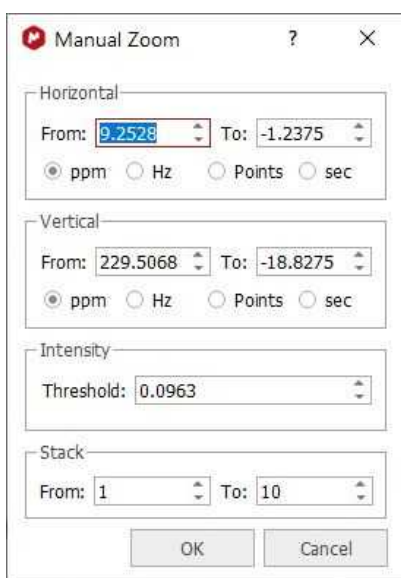 Manual Zoom ? X
Horizontal
From: 9.2528 To: -1.2375
ppm Hz Points sec
Vertical
From: 229.5068 To: -18.8275
ppm Hz Points sec
Intensity
Threshold: 0.0963
Stack
From: 1 To: 10
OK Cancel